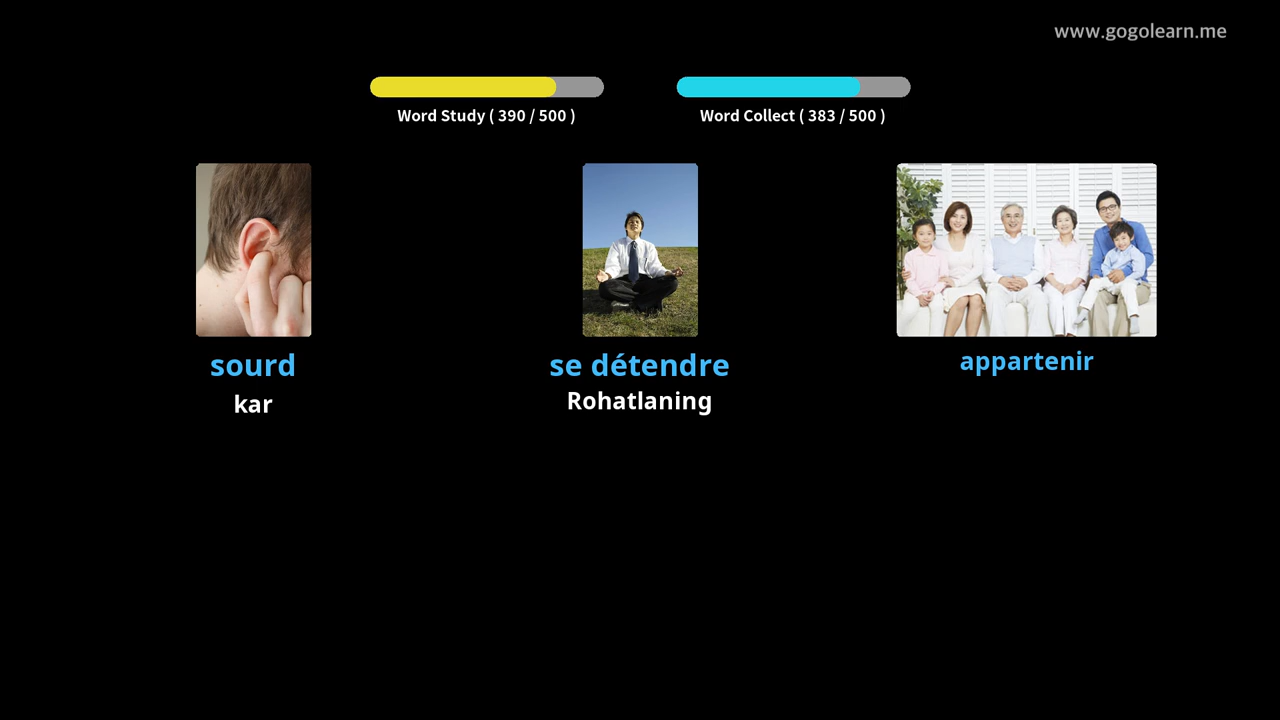 www.gogolearn.me
Word Study ( 390 / 500 )
Word Collect ( 383 / 500 )
sourd
kar
se détendre
Rohatlaning
appartenir